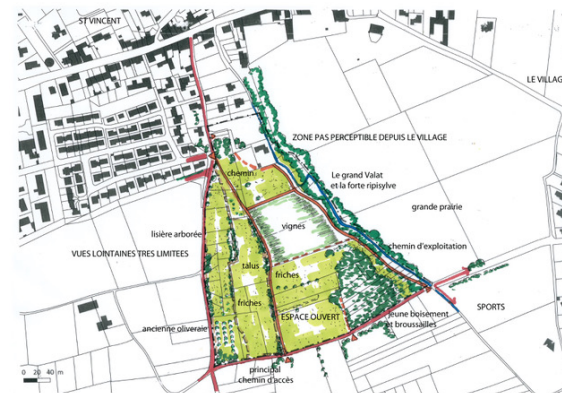 ST VINCENT
LE VILLAG
ZONE PAS PERCEPTIBLE DEPUIS LE VILLAGE
Le grand Valat
et la forte ripisylve
chemin
grande prairie
vignes
lisière arborée
chemin d'exploitation
VUES LOINTAINES TRES LIMITEES
talus
friches
friches
SPORTS
ESPACE OUVERT
jeune boisement
et broussailles
ancienne oliveraie
principal
chemin d'accès
0 20 40 m